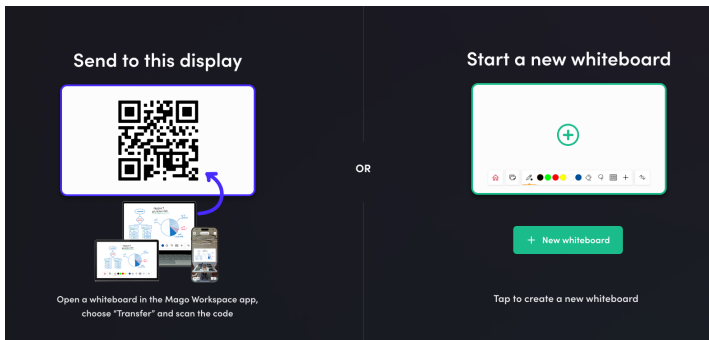 Send to this display
OR
Start a new whiteboard
+ New whiteboard
Open a whiteboard in the Mago Workspace app,
choose “Transfer” and scan the code
Tap to create a new whiteboard